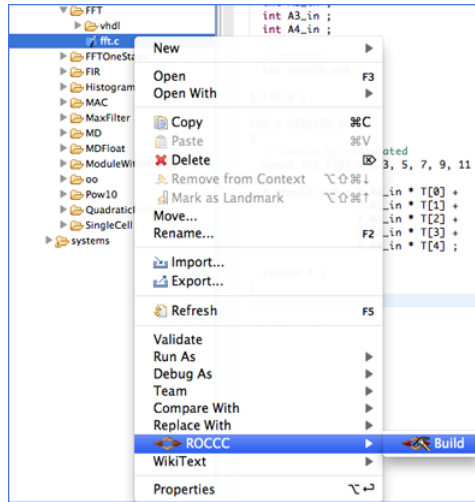 FFT
vhdl
fft.c
FFTOneSta
FIR
Histogram
MAC
MaxFilter
MD
MDFloat
ModuleWit
oo
Pow10
Quadratic
SingleCell
systems
int A3_in ;
int A4_in ;
ated
3, 5, 7, 9, 11
_in * T[0] +
_in * T[1] +
_in * T[2] +
_in * T[3] +
_in * T[4] ;
New
Open F3
Open With
Copy ⌘C
Paste ⌘V
Delete ⌦
Remove from Context ⌥⇧⌘↓
Mark as Landmark ⌥⇧⌘↑
Move...
Rename... F2
Import...
Export...
Refresh F5
Validate
Run As
Debug As
Team
Compare With
Replace With
ROCCC
Build
WikiText
Properties ⌥↩